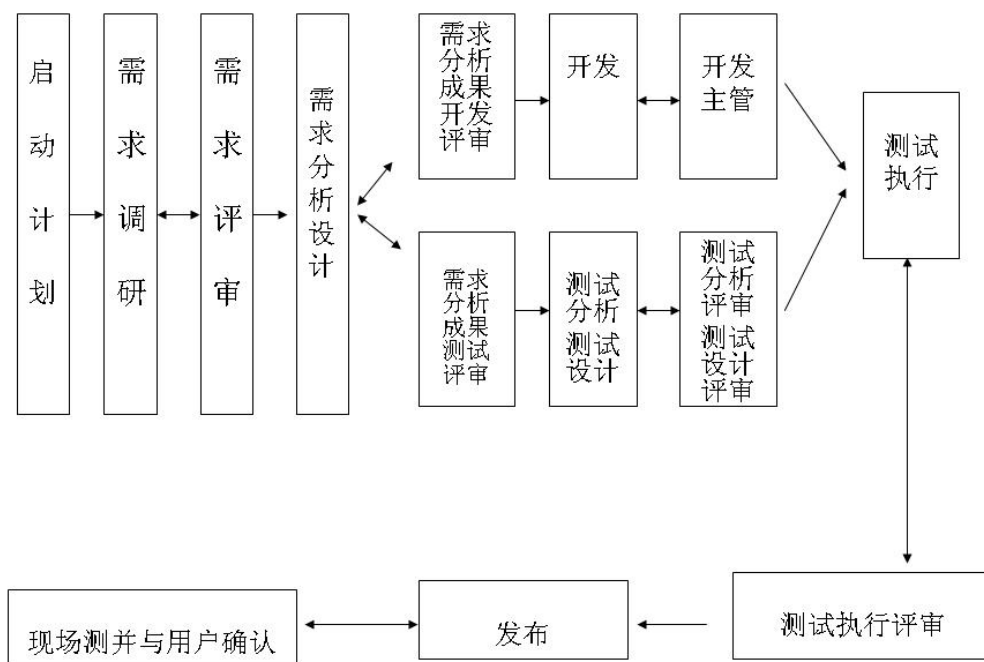 启动计划
需求调研
需求评审
需求分析设计
需求
分析
成果
开发
评审
开发
开发
主管
测试
执行
需求
分析
成果
测试
评审
测试
分析
测试
设计
测试
分析
评审
测试
设计
评审
现场测并与用户确认
发布
测试执行评审